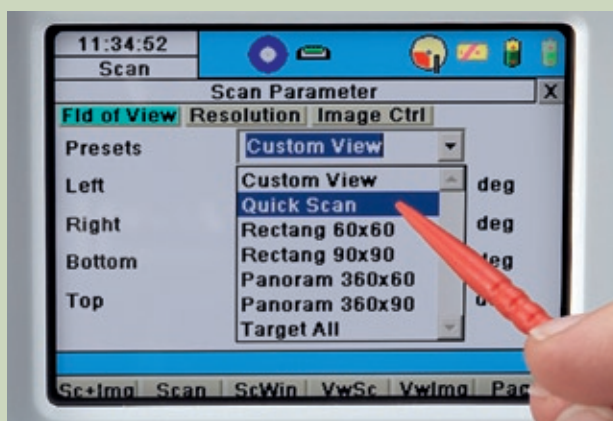 11:34:52
Scan
Scan Parameter X
Fld of View Resolution Image Ctrl
Presets Custom View
Left Custom View deg
Quick Scan
Right Rectang 60x60 deg
Bottom Rectang 90x90 deg
Panoram 360x60
Top Panoram 360x90
Target All
Sc+Img Scan ScWin VwSc VwImg